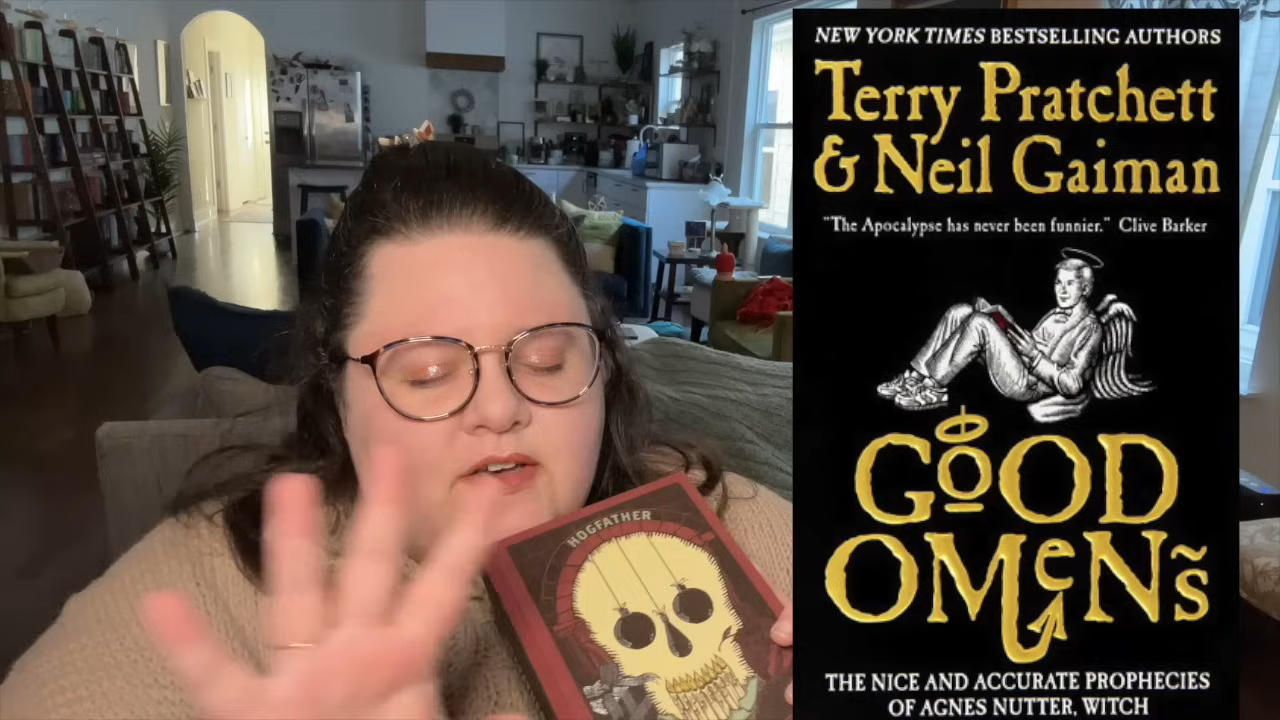 HOGFATHER
NEW YORK TIMES BESTSELLING AUTHORS
Terry Pratchett
& Neil Gaiman
"The Apocalypse has never been funnier." Clive Barker
GOOD
OMENS
THE NICE AND ACCURATE PROPHECIES
OF AGNES NUTTER, WITCH